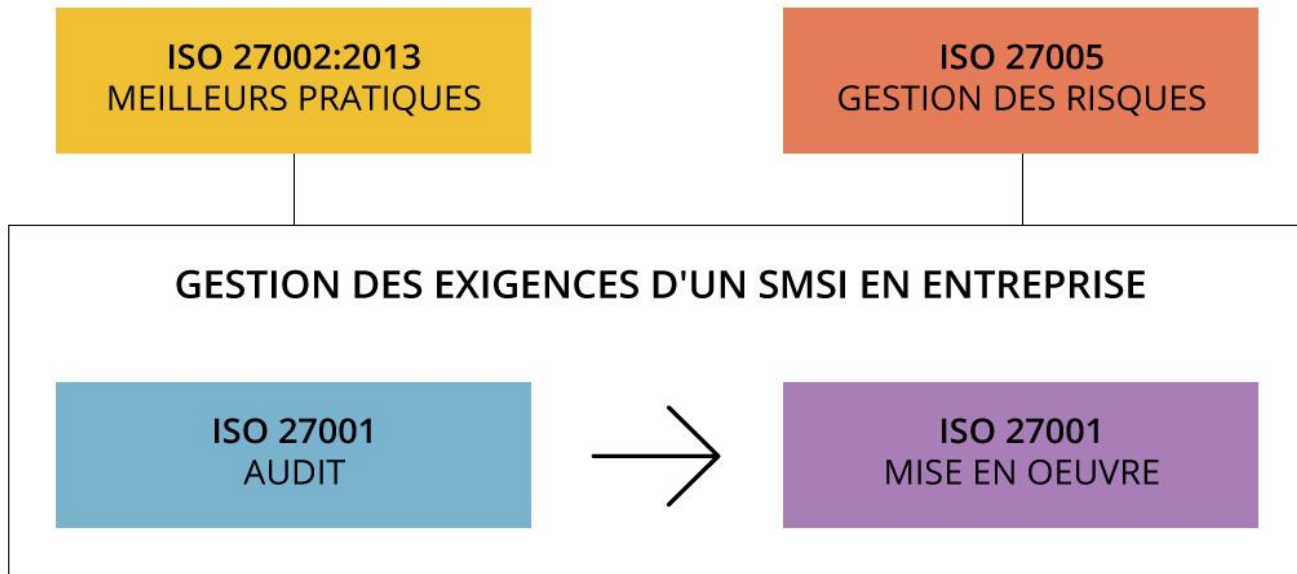 ISO 27002:2013
MEILLEURS PRATIQUES
ISO 27005
GESTION DES RISQUES
GESTION DES EXIGENCES D'UN SMSI EN ENTREPRISE
ISO 27001
AUDIT
ISO 27001
MISE EN OEUVRE